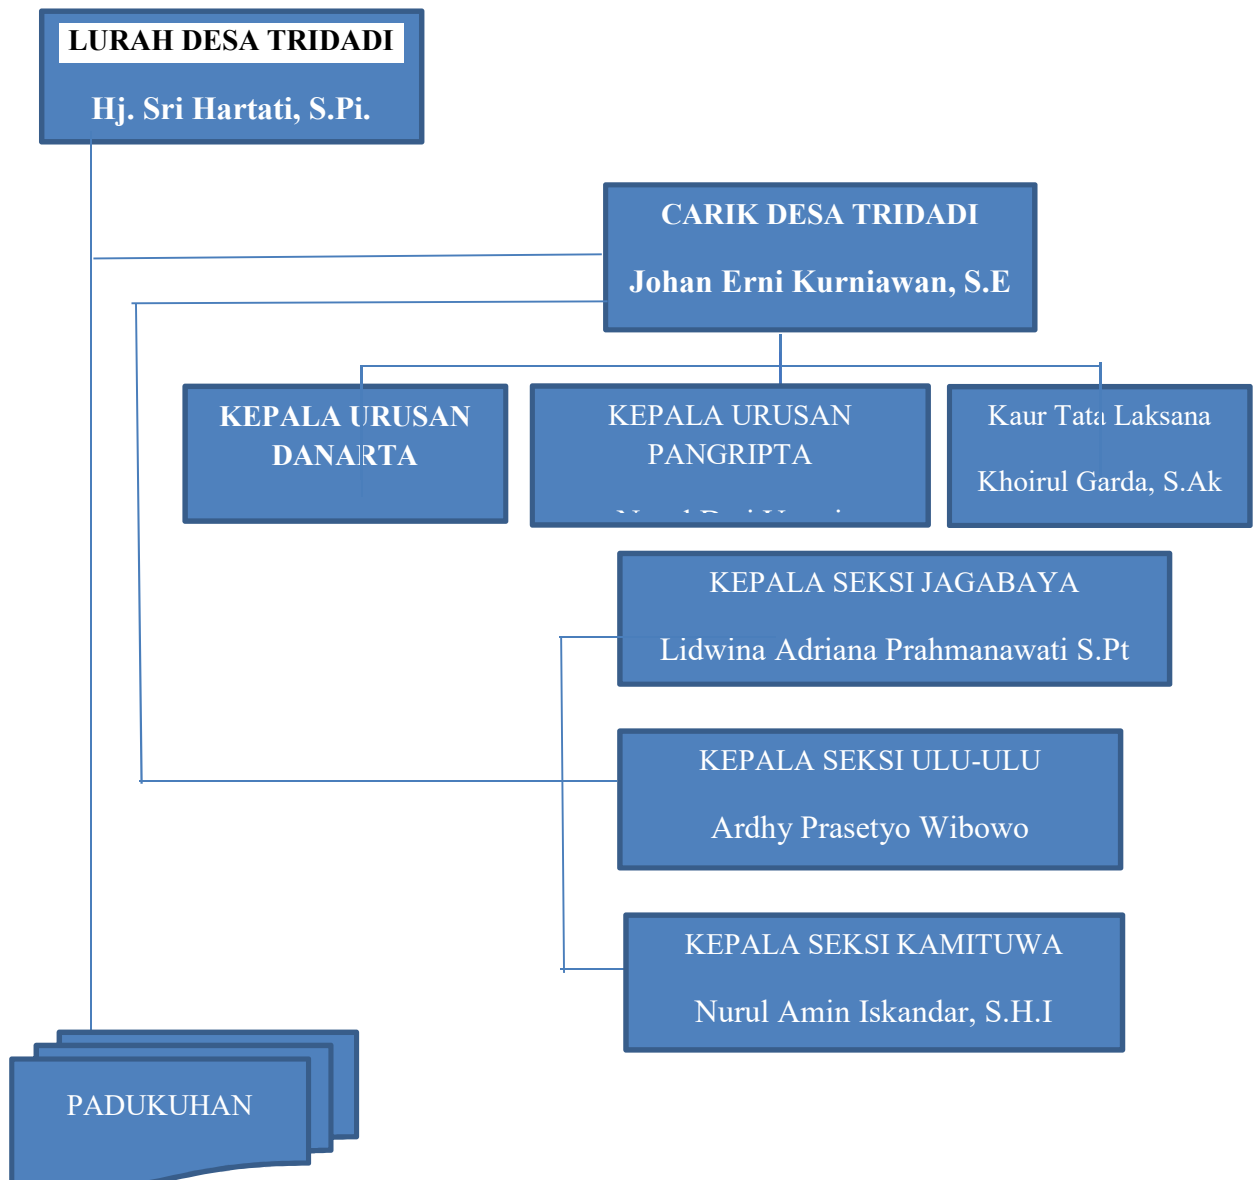 LURAH DESA TRIDADI
Hj. Sri Hartati, S.Pi.
CARIK DESA TRIDADI
Johan Erni Kurniawan, S.E
KEPALA URUSAN
DANARTA
KEPALA URUSAN
PANGRIPTA
Kaur Tata Laksana
Khoirul Garda, S.Ak
KEPALA SEKSI JAGABAYA
Lidwina Adriana Prahmanawati S.Pt
KEPALA SEKSI ULU-ULU
Ardhy Prasetyo Wibowo
KEPALA SEKSI KAMITUWA
Nurul Amin Iskandar, S.H.I
PADUKUHAN